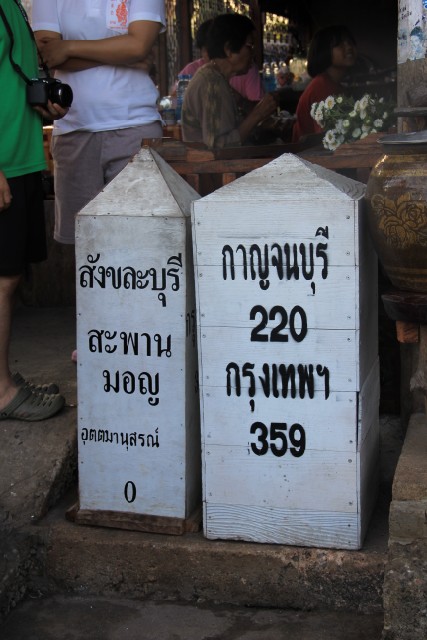 สังขละบุรี
สะพาน
มอญ
อุตตมานุสรณ์
0
กาญจนบุรี
220
กรุงเทพฯ
359